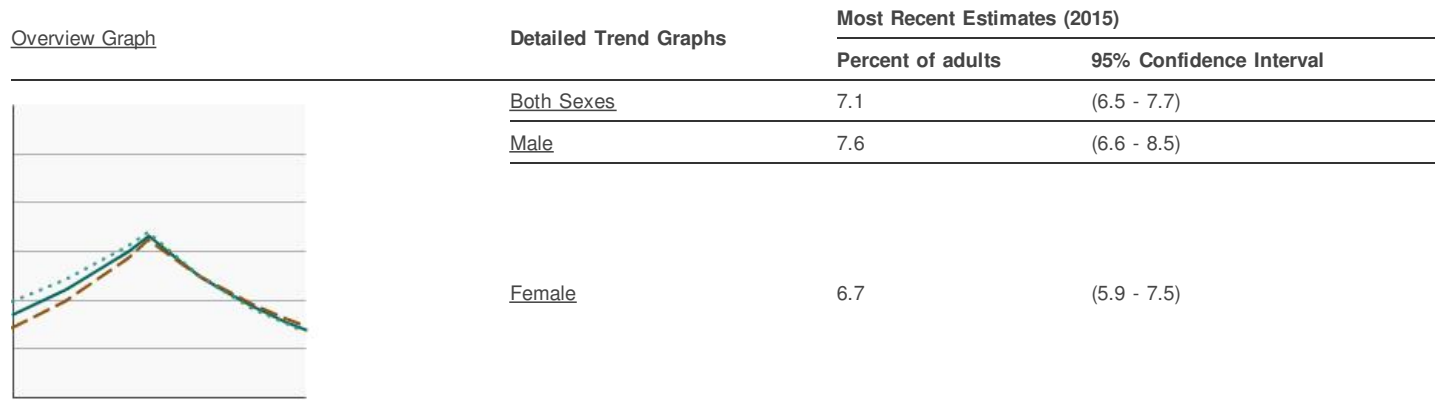 Overview Graph
Detailed Trend Graphs
Most Recent Estimates (2015)
Percent of adults
95% Confidence Interval
Both Sexes
7.1
(6.5 - 7.7)
Male
7.6
(6.6 - 8.5)
Female
6.7
(5.9 - 7.5)